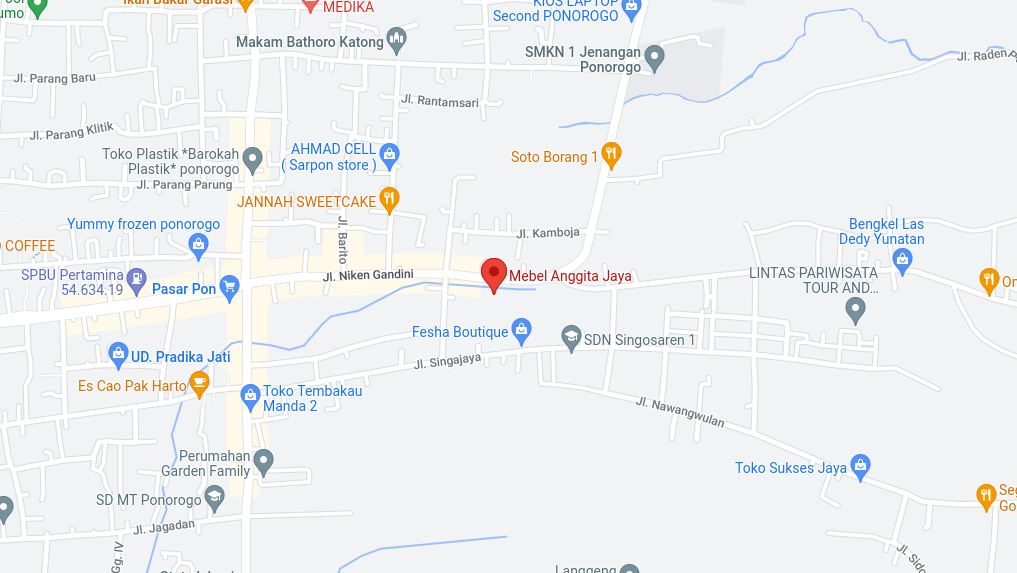 Ikan Bakar Garasi
MEDIKA
KIOS LAPTOP
Second PONOROGO
Makam Bathoro Katong
SMKN 1 Jenangan
Ponorogo
Jl. Raden
Jl. Parang Baru
Jl. Rantamsari
Jl. Parang Klitik
Toko Plastik *Barokah
Plastik* ponorogo
AHMAD CELL
( Sarpon store )
Soto Borang 1
Jl. Parang Parung
JANNAH SWEETCAKE
Yummy frozen ponorogo
Jl. Barito
Jl. Kamboja
Bengkel Las
Dedy Yunatan
COFFEE
SPBU Pertamina
54.634.19
Pasar Pon
Jl. Niken Gandini
Mebel Anggita Jaya
LINTAS PARIWISATA
TOUR AND...
Fesha Boutique
SDN Singosaren 1
UD. Pradika Jati
Jl. Singajaya
Es Cao Pak Harto
Toko Tembakau
Manda 2
Jl. Nawangwulan
Perumahan
Garden Family
Toko Sukses Jaya
SD MT Ponorogo
Jl. Jagadan
Gg. IV
Jl. Sido
Langgeng